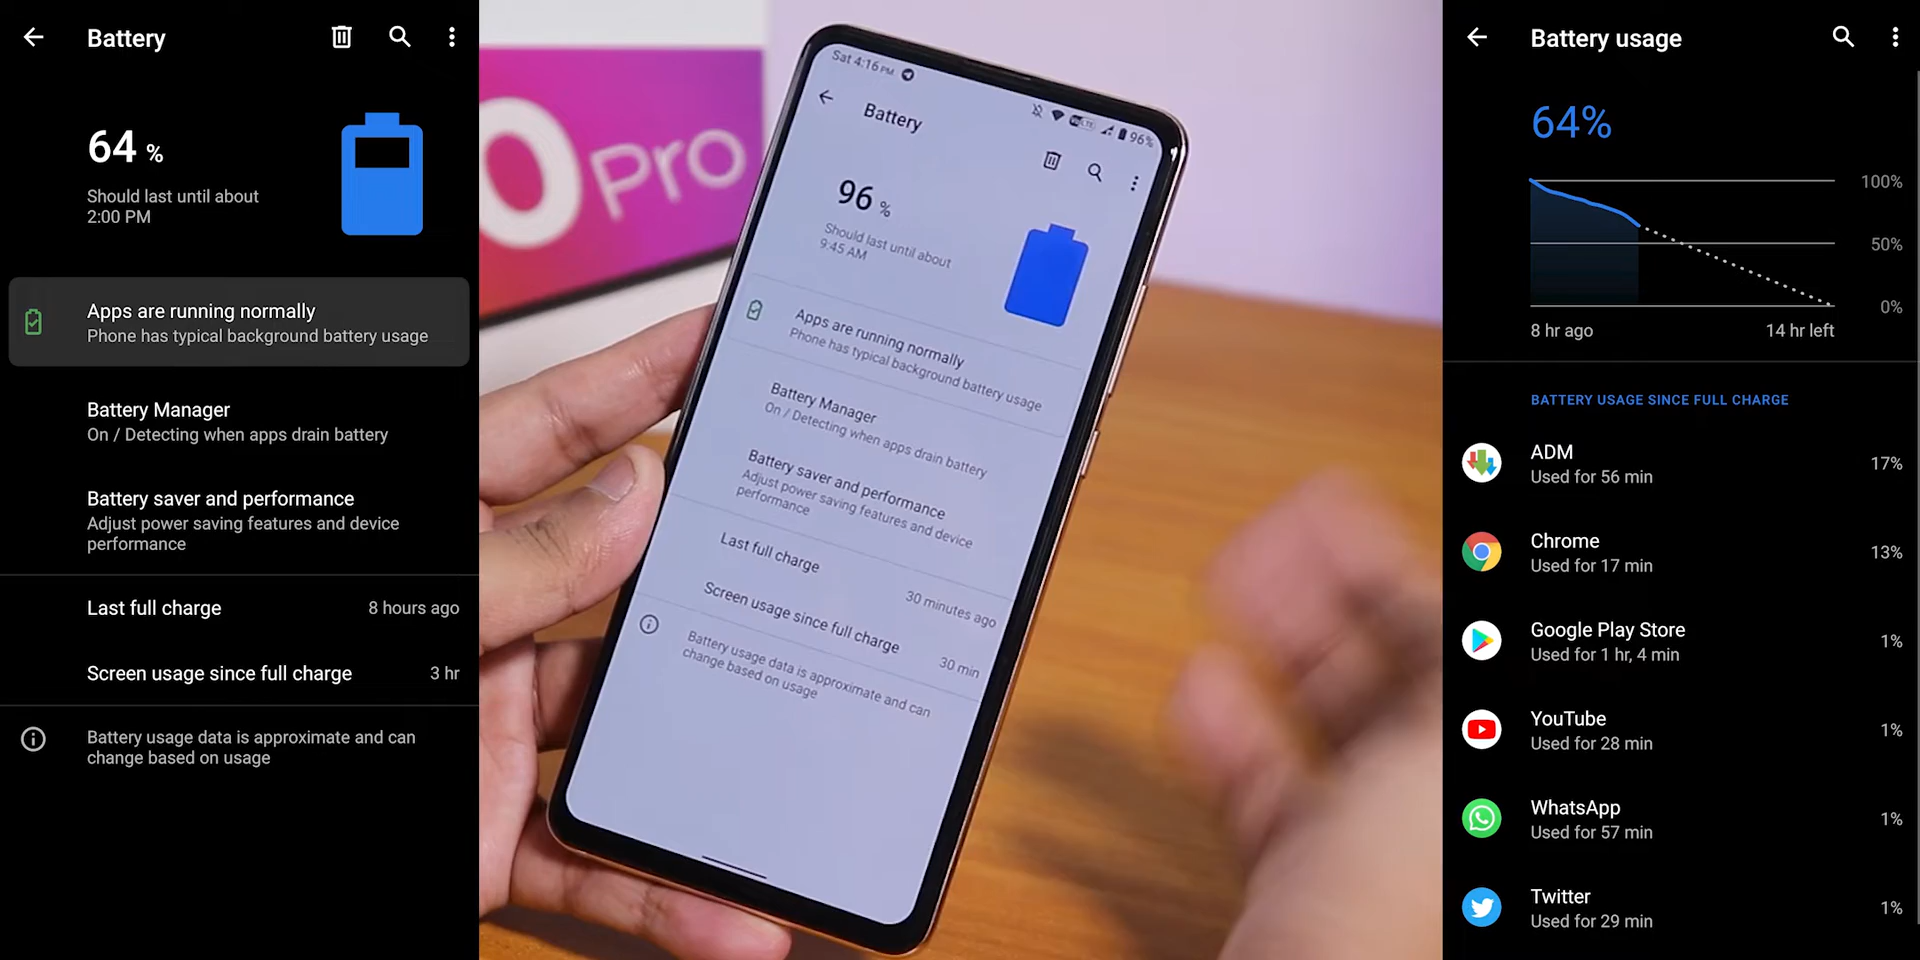 Battery
64 %
Should last until about
2:00 PM
Apps are running normally
Phone has typical background battery usage
Battery Manager
On / Detecting when apps drain battery
Battery saver and performance
Adjust power saving features and device
performance
Last full charge 8 hours ago
Screen usage since full charge 3 hr
Battery usage data is approximate and can
change based on usage
0 Pro
Sat 4:16 PM
96%
Battery
96 %
Should last until about
9:45 AM
Apps are running normally
Phone has typical background battery usage
Battery Manager
On / Detecting when apps drain battery
Battery saver and performance
Adjust power saving features and device
performance
Last full charge
30 minutes ago
Screen usage since full charge
30 min
Battery usage data is approximate and can
change based on usage
Battery usage
64%
100%
50%
0%
8 hr ago 14 hr left
BATTERY USAGE SINCE FULL CHARGE
ADM
Used for 56 min
17%
Chrome
Used for 17 min
13%
Google Play Store
Used for 1 hr, 4 min
1%
YouTube
Used for 28 min
1%
WhatsApp
Used for 57 min
1%
Twitter
Used for 29 min
1%